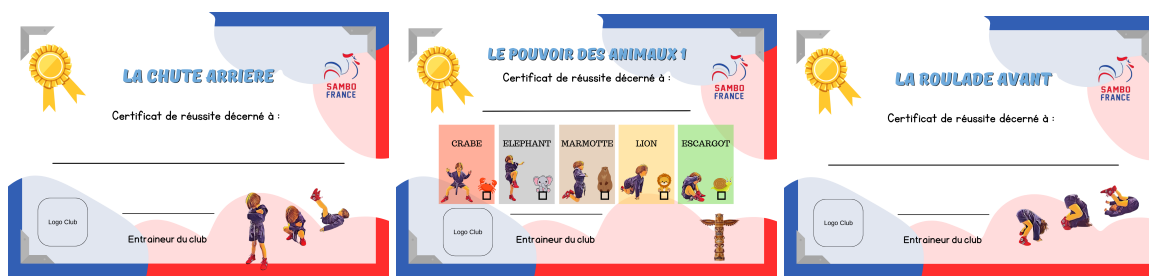 LA CHUTE ARRIERE
SAMBO
FRANCE
Certificat de réussite décerné à :
Logo Club
Entraineur du club
LE POUVOIR DES ANIMAUX 1
Certificat de réussite décerné à :
SAMBO
FRANCE
CRABE
ELEPHANT
MARMOTTE
LION
ESCARGOT
Logo Club
Entraineur du club
LA ROULADE AVANT
SAMBO
FRANCE
Certificat de réussite décerné à :
Logo Club
Entraineur du club